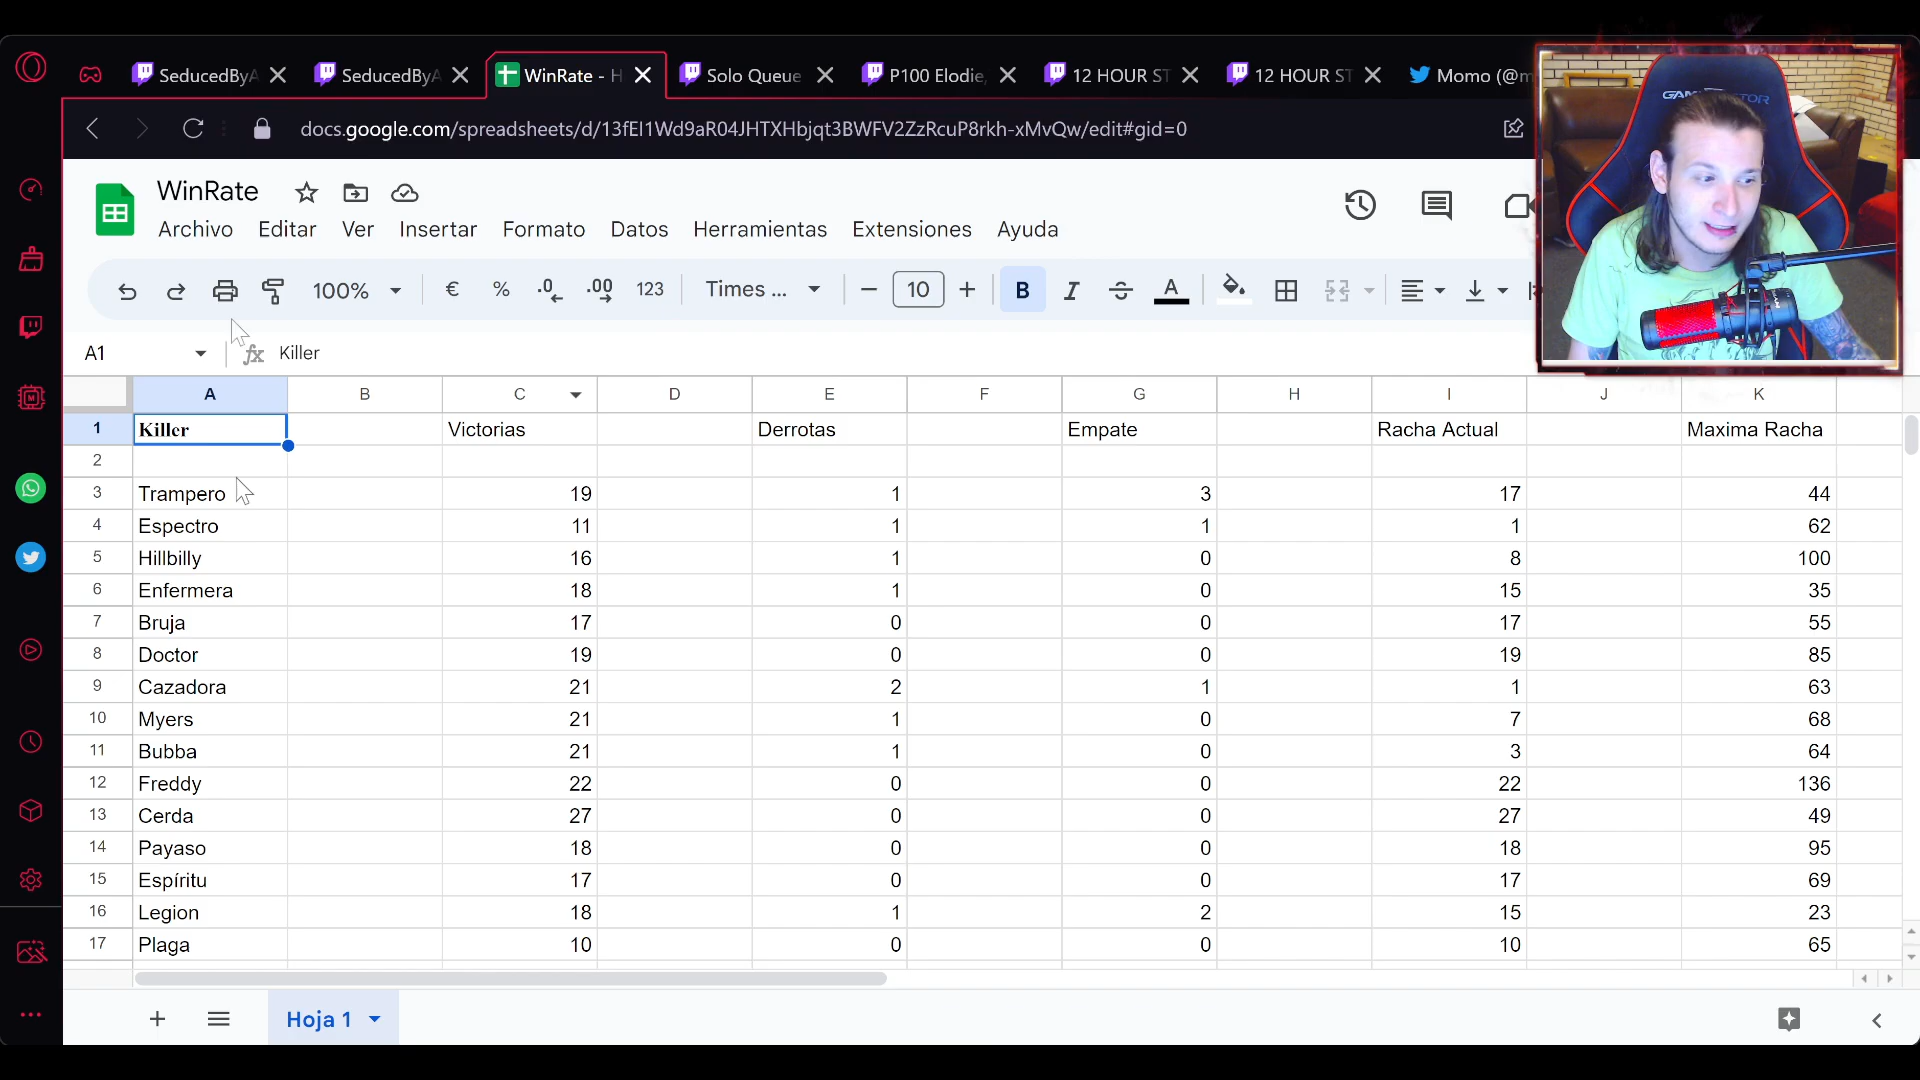 SeducedByA
SeducedByA
WinRate - H
Solo Queue
P100 Elodie,
12 HOUR ST
12 HOUR ST
Momo (@m
docs.google.com/spreadsheets/d/13fEI1Wd9aR04JHTXHbjqt3BWFV2ZzRcuP8rkh-xMvQw/edit#gid=0
WinRate
Archivo Editar Ver Insertar Formato Datos Herramientas Extensiones Ayuda
100% € % .0 .00 123 Times ... 10 B I S A
A1 fx Killer
A B C D E F G H I J K
1 Killer Victorias Derrotas Empate Racha Actual Maxima Racha
2
3 Trampero 19 1 3 17 44
4 Espectro 11 1 1 1 62
5 Hillbilly 16 1 0 8 100
6 Enfermera 18 1 0 15 35
7 Bruja 17 0 0 17 55
8 Doctor 19 0 0 19 85
9 Cazadora 21 2 1 1 63
10 Myers 21 1 0 7 68
11 Bubba 21 1 0 3 64
12 Freddy 22 0 0 22 136
13 Cerda 27 0 0 27 49
14 Payaso 18 0 0 18 95
15 Espíritu 17 0 0 17 69
16 Legion 18 1 2 15 23
17 Plaga 10 0 0 10 65
Hoja 1